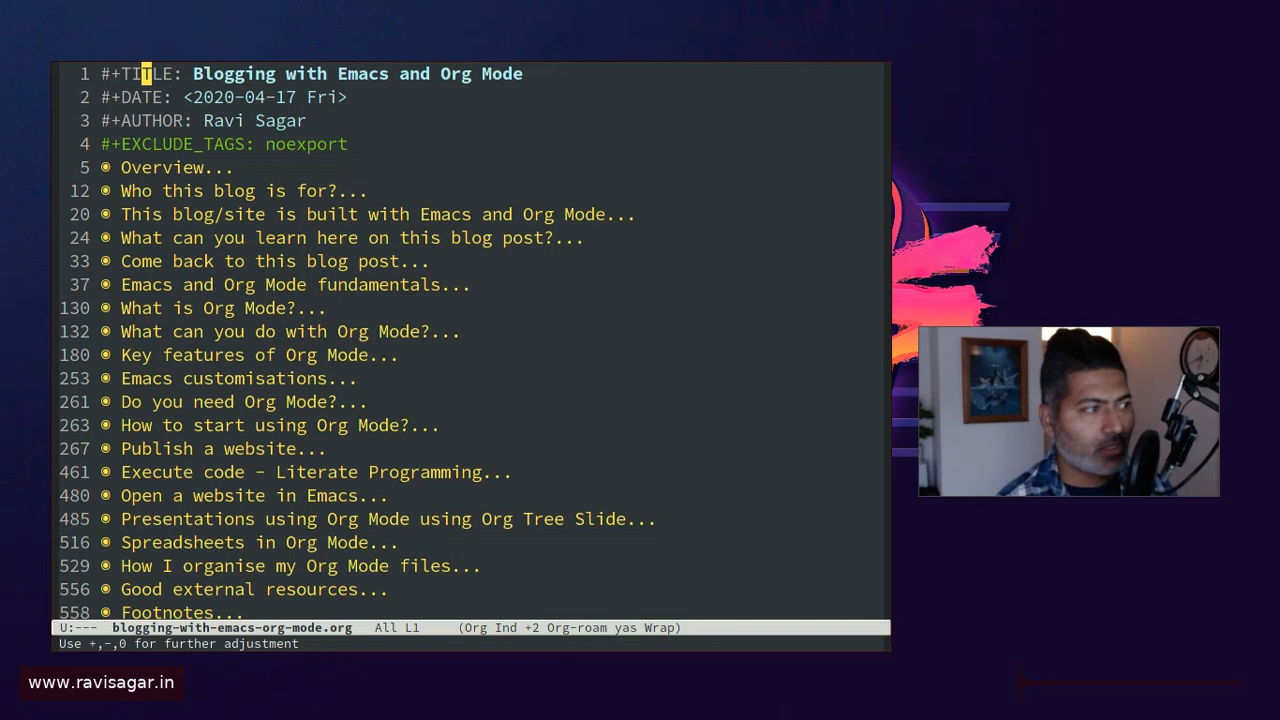 1 #+TITLE: Blogging with Emacs and Org Mode
2 #+DATE: <2020-04-17 Fri>
3 #+AUTHOR: Ravi Sagar
4 #+EXCLUDE_TAGS: noexport
5 ◉ Overview...
12 ◉ Who this blog is for?...
20 ◉ This blog/site is built with Emacs and Org Mode...
24 ◉ What can you learn here on this blog post?...
33 ◉ Come back to this blog post...
37 ◉ Emacs and Org Mode fundamentals...
130 ◉ What is Org Mode?...
132 ◉ What can you do with Org Mode?...
180 ◉ Key features of Org Mode...
253 ◉ Emacs customisations...
261 ◉ Do you need Org Mode?...
263 ◉ How to start using Org Mode?...
267 ◉ Publish a website...
461 ◉ Execute code – Literate Programming...
480 ◉ Open a website in Emacs...
485 ◉ Presentations using Org Mode using Org Tree Slide...
516 ◉ Spreadsheets in Org Mode...
529 ◉ How I organise my Org Mode files...
556 ◉ Good external resources...
558 ◉ Footnotes...
U:--- blogging-with-emacs-org-mode.org All L1 (Org Ind +2 Org-roam yas Wrap)
Use +,-,0 for further adjustment
www.ravisagar.in